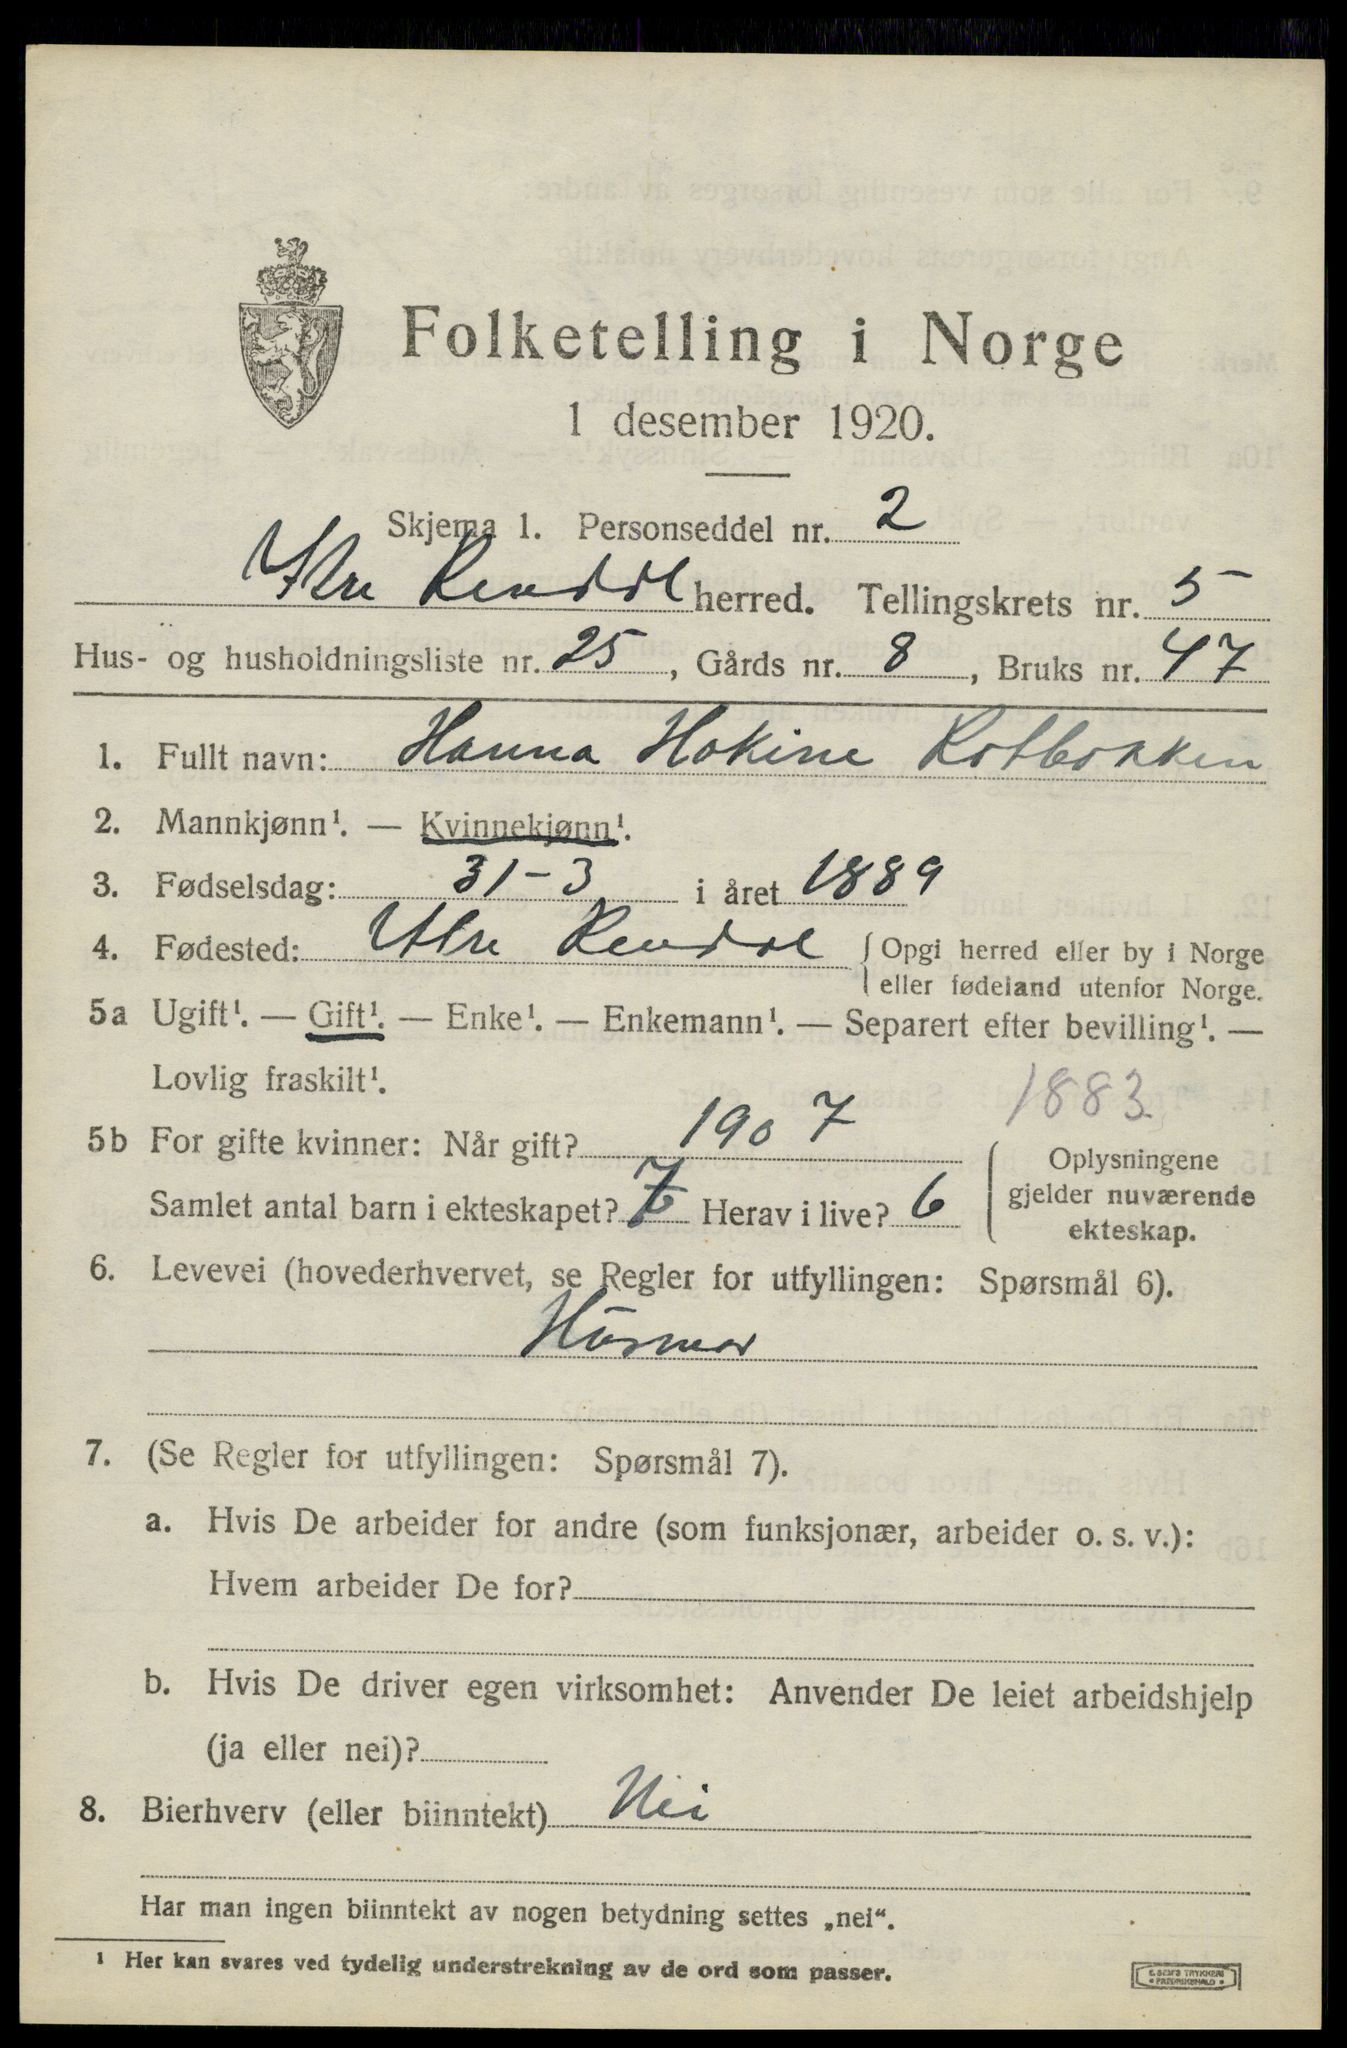 Folketelling i Norge
1 desember 1920.
Skjema 1. Personseddel nr. 2
Ytre Rendal herred. Tellingskrets nr. 5
Hus- og husholdningsliste nr. 25, Gårds nr. 8, Bruks nr. 47
1. Fullt navn: Hanna Hokine
2. Mannkjønn¹. — Kvinnekjønn¹.
3. Fødselsdag: 31-3 i året 1889
4. Fødested: Ytre Rendal { Opgi herred eller by i Norge
eller fødeland utenfor Norge.
5a Ugift¹. — Gift¹. — Enke¹. — Enkemann¹. — Separert efter bevilling¹. —
Lovlig fraskilt¹.
1883
5b For gifte kvinner: Når gift? 1907
Samlet antal barn i ekteskapet? 7 Herav i live? 6
Oplysningene
gjelder nuværende
ekteskap.
6. Levevei (hovederhvervet, se Regler for utfyllingen: Spørsmål 6).
Husmor
7. (Se Regler for utfyllingen: Spørsmål 7).
a. Hvis De arbeider for andre (som funksjonær, arbeider o. s. v.):
Hvem arbeider De for?
b. Hvis De driver egen virksomhet: Anvender De leiet arbeidshjelp
(ja eller nei)?
8. Bierhverv (eller biinntekt) Nei
Har man ingen biinntekt av nogen betydning settes „nei“.
¹ Her kan svares ved tydelig understrekning av de ord som passer.
E. SEM'S TRYKKERI
FREDRIKSHALD